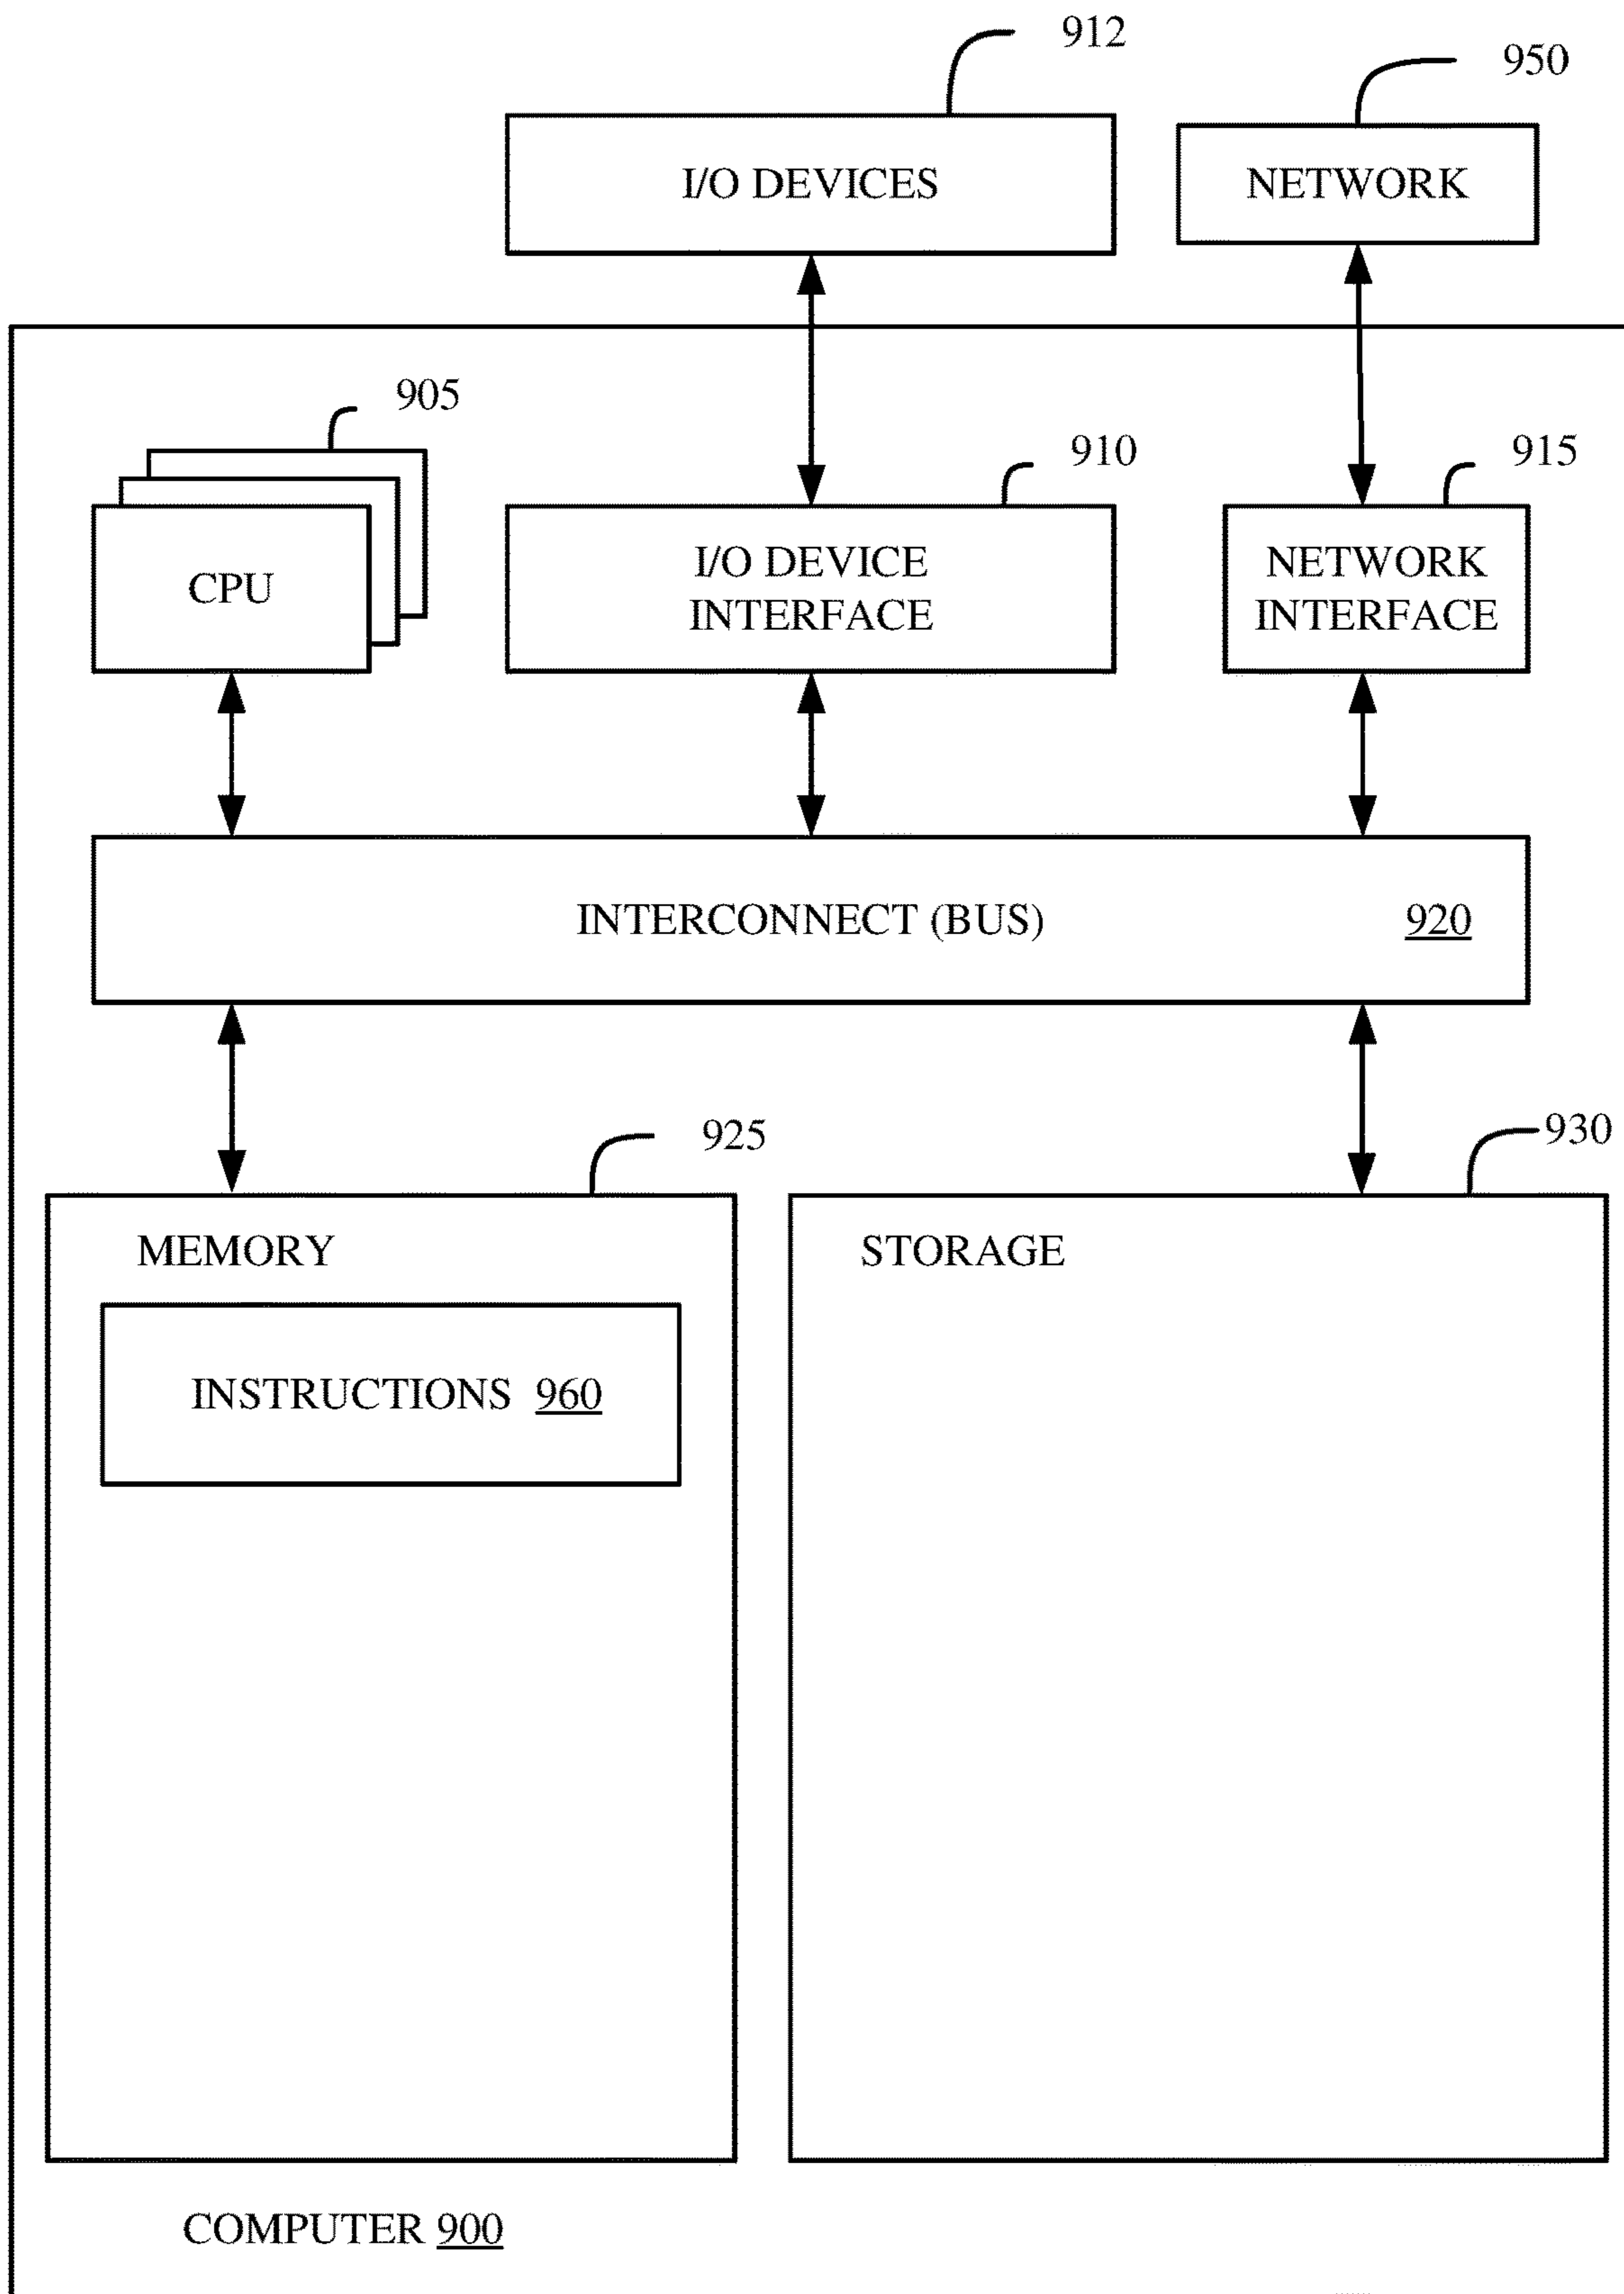 912
950
I/O DEVICES
NETWORK
905
910
915
CPU
I/O DEVICE
INTERFACE
NETWORK
INTERFACE
INTERCONNECT (BUS) 920
925
930
MEMORY
STORAGE
INSTRUCTIONS 960
COMPUTER 900